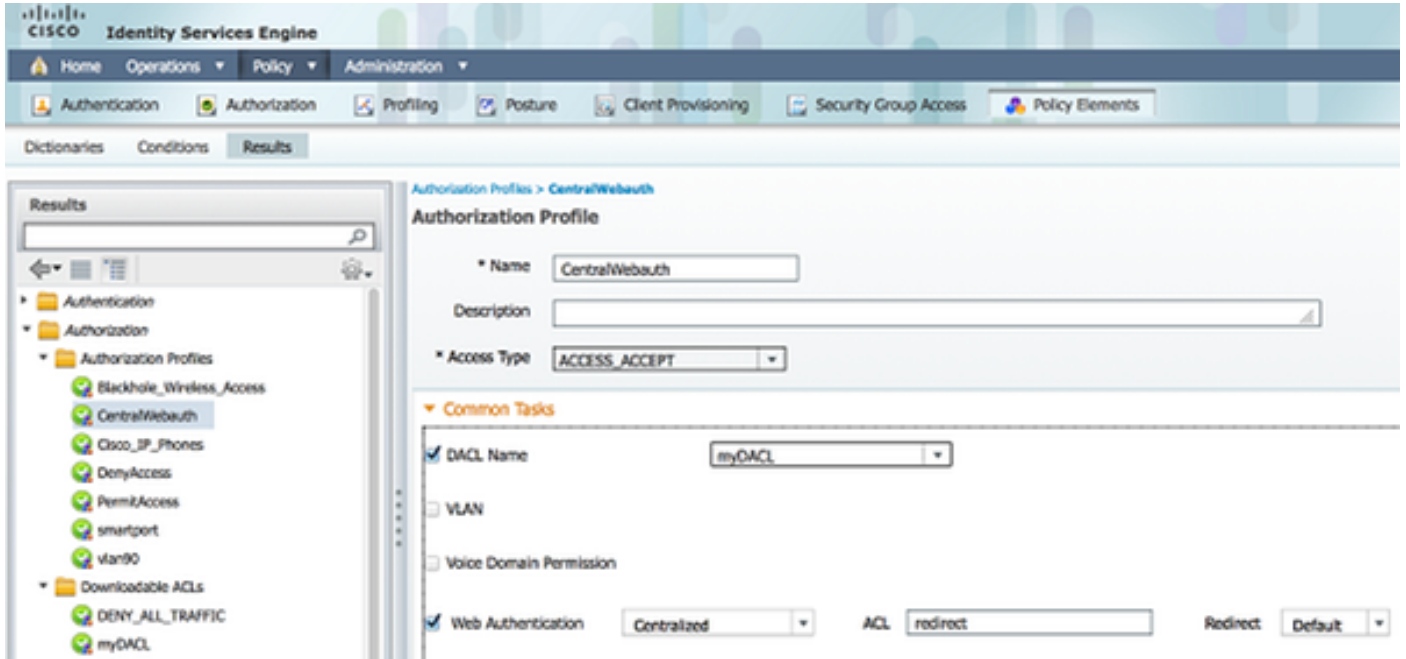 CISCO Identity Services Engine
Home Operations Policy Administration
Authentication Authorization Profiling Posture Client Provisioning Security Group Access Policy Elements
Dictionaries Conditions Results
Results
Authentication
Authorization
Authorization Profiles
Blackhole_Wireless_Access
CentralWebauth
Cisco_IP_Phones
DenyAccess
PermitAccess
smartport
vlan90
Downloadable ACLs
DENY_ALL_TRAFFIC
myDACL
Authorization Profiles > CentralWebauth
Authorization Profile
* Name CentralWebauth
Description
* Access Type ACCESS_ACCEPT
Common Tasks
DACL Name myDACL
VLAN
Voice Domain Permission
Web Authentication Centralized ACL redirect Redirect Default